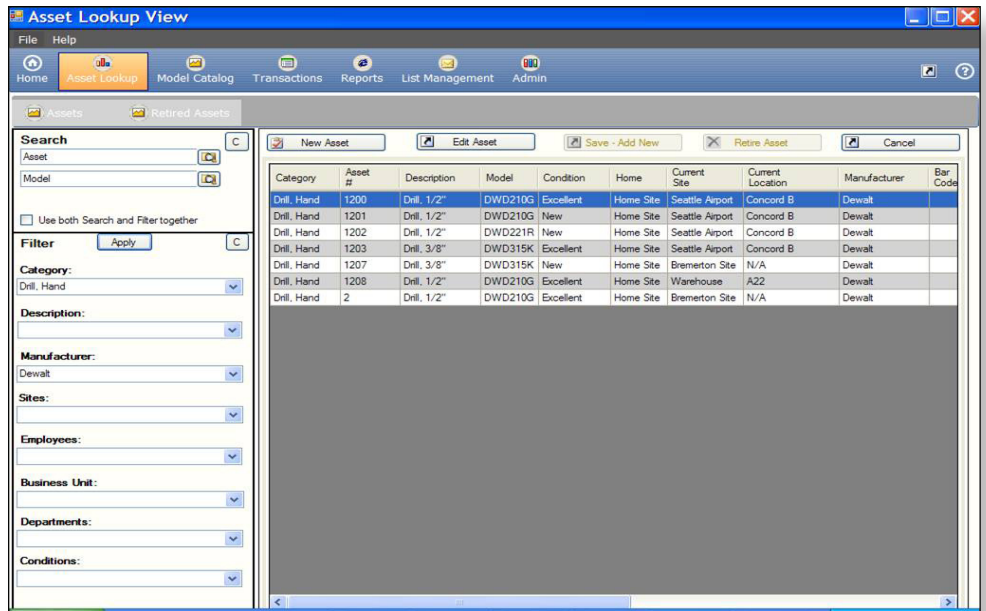 Asset Lookup View
File Help
Home Asset Lookup Model Catalog Transactions Reports List Management Admin
Assets Retired Assets
Search C
Asset
Model
Use both Search and Filter together
Filter Apply C
Category:
Drill, Hand
Description:
Manufacturer:
Dewalt
Sites:
Employees:
Business Unit:
Departments:
Conditions:
New Asset Edit Asset Save - Add New Retire Asset Cancel
Category Asset # Description Model Condition Home Current Site Current Location Manufacturer Bar Code
Drill, Hand 1200 Drill, 1/2" DWD210G Excellent Home Site Seattle Airport Concord B Dewalt
Drill, Hand 1201 Drill, 1/2" DWD210G New Home Site Seattle Airport Concord B Dewalt
Drill, Hand 1202 Drill, 1/2" DWD221R New Home Site Seattle Airport Concord B Dewalt
Drill, Hand 1203 Drill, 3/8" DWD315K Excellent Home Site Seattle Airport Concord B Dewalt
Drill, Hand 1207 Drill, 3/8" DWD315K New Home Site Bremerton Site N/A Dewalt
Drill, Hand 1208 Drill, 1/2" DWD210G Excellent Home Site Warehouse A22 Dewalt
Drill, Hand 2 Drill, 1/2" DWD210G Excellent Home Site Bremerton Site N/A Dewalt